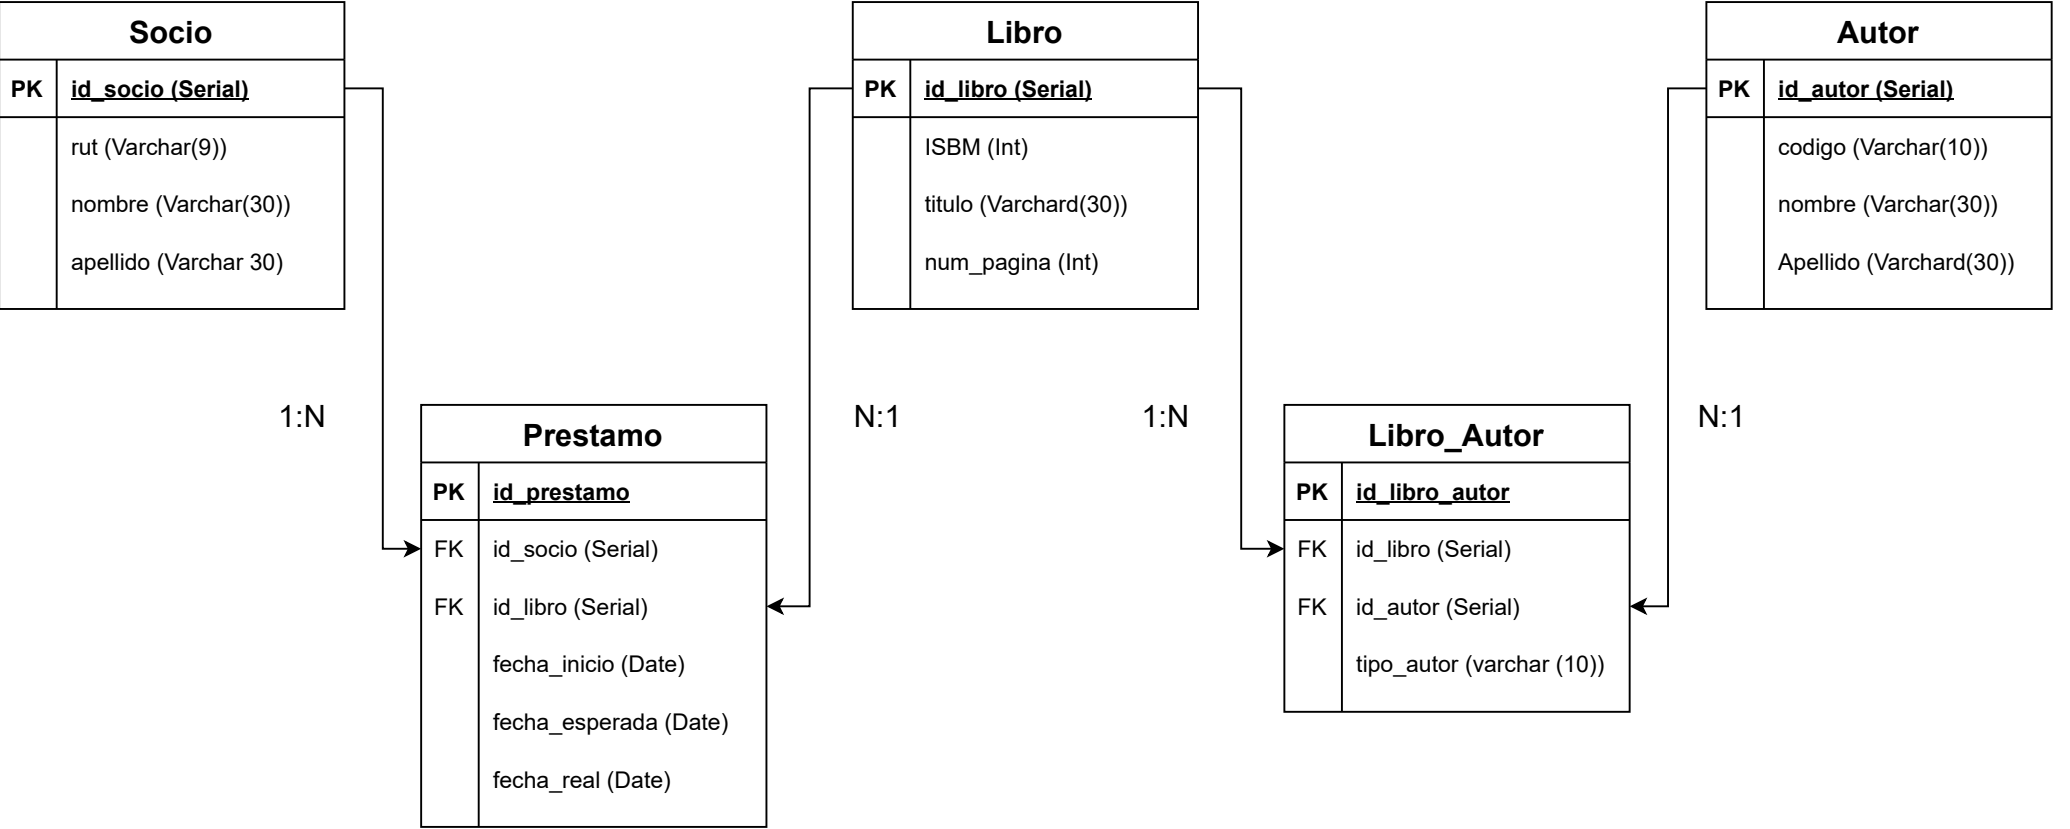 Socio
PK id_socio (Serial)
rut (Varchar(9))
nombre (Varchar(30))
apellido (Varchar 30)
Libro
PK id_libro (Serial)
ISBM (Int)
titulo (Varchard(30))
num_pagina (Int)
Autor
PK id_autor (Serial)
codigo (Varchar(10))
nombre (Varchar(30))
Apellido (Varchard(30))
1:N
N:1
1:N
N:1
Prestamo
PK id_prestamo
FK id_socio (Serial)
FK id_libro (Serial)
fecha_inicio (Date)
fecha_esperada (Date)
fecha_real (Date)
Libro_Autor
PK id_libro_autor
FK id_libro (Serial)
FK id_autor (Serial)
tipo_autor (varchar (10))